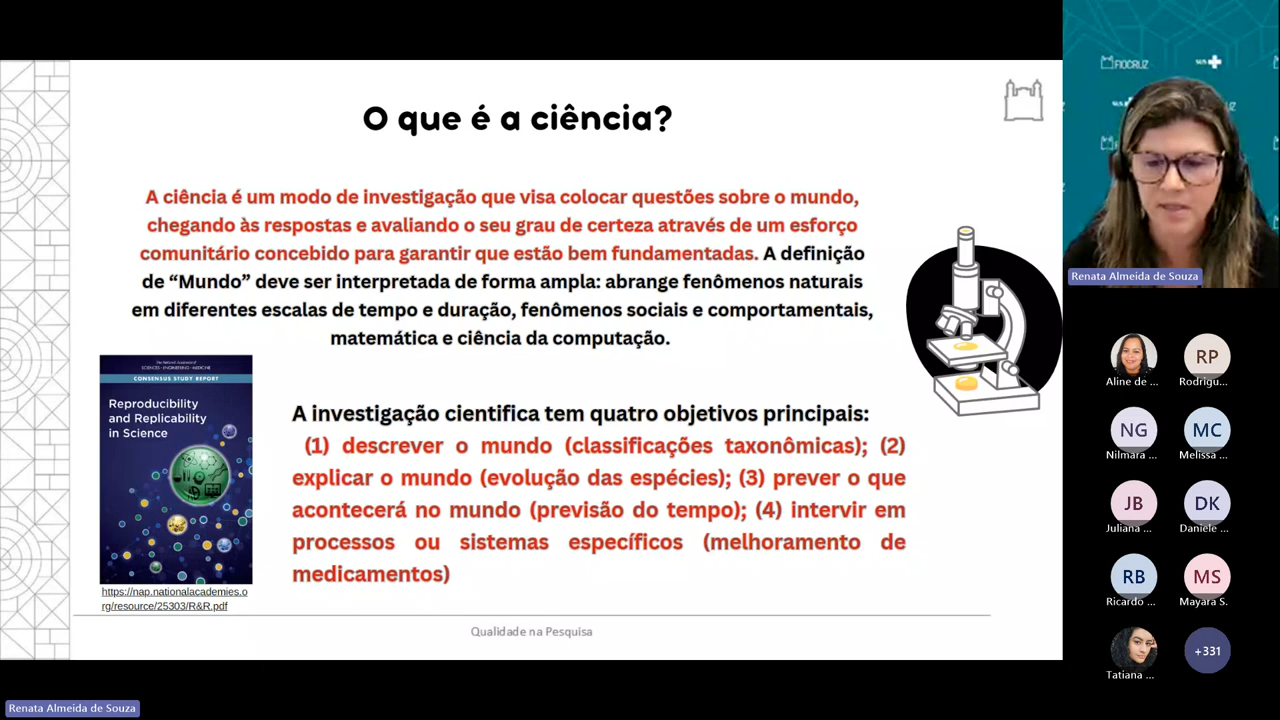 O que é a ciência?
A ciência é um modo de investigação que visa colocar questões sobre o mundo,
chegando às respostas e avaliando o seu grau de certeza através de um esforço
comunitário concebido para garantir que estão bem fundamentadas. A definição
de “Mundo” deve ser interpretada de forma ampla: abrange fenômenos naturais
em diferentes escalas de tempo e duração, fenômenos sociais e comportamentais,
matemática e ciência da computação.
The National Academies of
SCIENCES • ENGINEERING • MEDICINE
CONSENSUS STUDY REPORT
Reproducibility
and Replicability
in Science
https://nap.nationalacademies.o
rg/resource/25303/R&R.pdf
A investigação cientifica tem quatro objetivos principais:
(1) descrever o mundo (classificações taxonômicas); (2)
explicar o mundo (evolução das espécies); (3) prever o que
acontecerá no mundo (previsão do tempo); (4) intervir em
processos ou sistemas específicos (melhoramento de
medicamentos)
Qualidade na Pesquisa
FIOCRUZ
SUS
Renata Almeida de Souza
Aline de ...
RP
Rodrigu...
NG
Nilmara ...
MC
Melissa ...
JB
Juliana ...
DK
Daniele ...
RB
Ricardo ...
MS
Mayara S.
Tatiana ...
+331
Renata Almeida de Souza